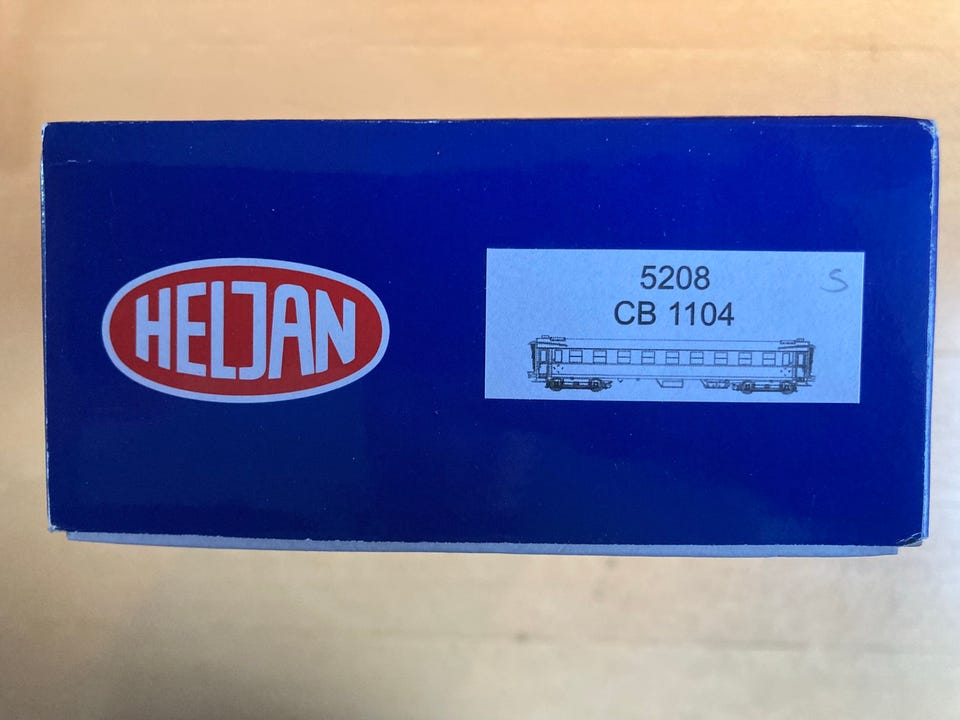 HELJAN
5208
CB 1104
S